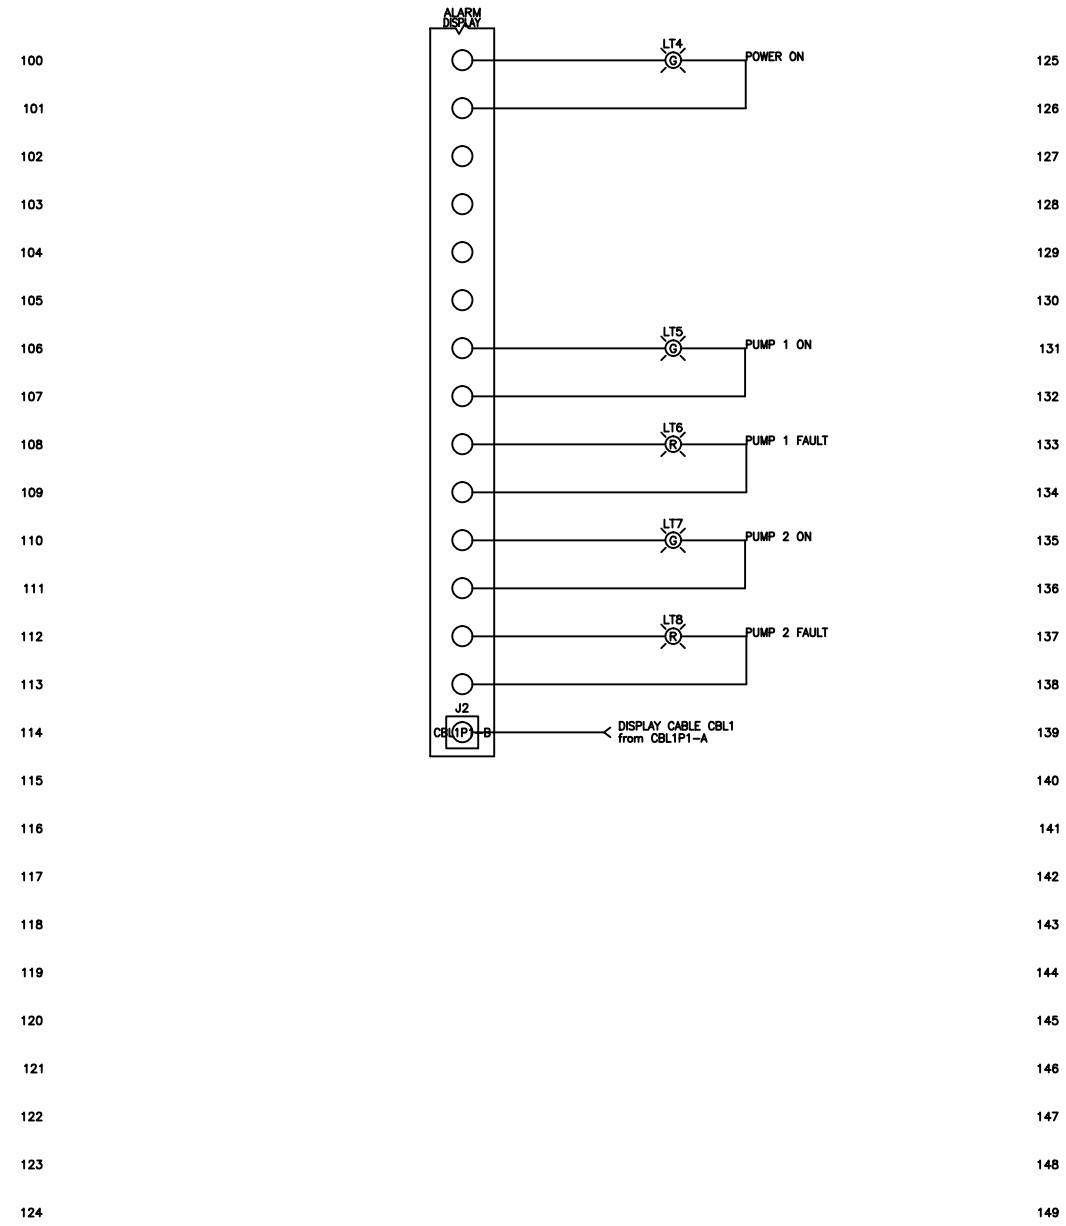 ALARM
DISPLAY
100
LT4
G
POWER ON
125
101
126
102
127
103
128
104
129
105
130
106
LT5
G
PUMP 1 ON
131
107
132
108
LT6
R
PUMP 1 FAULT
133
109
134
110
LT7
G
PUMP 2 ON
135
111
136
112
LT8
R
PUMP 2 FAULT
137
113
138
J2
114
CBL1P1-B
DISPLAY CABLE CBL1
from CBL1P1-A
139
115
140
116
141
117
142
118
143
119
144
120
145
121
146
122
147
123
148
124
149